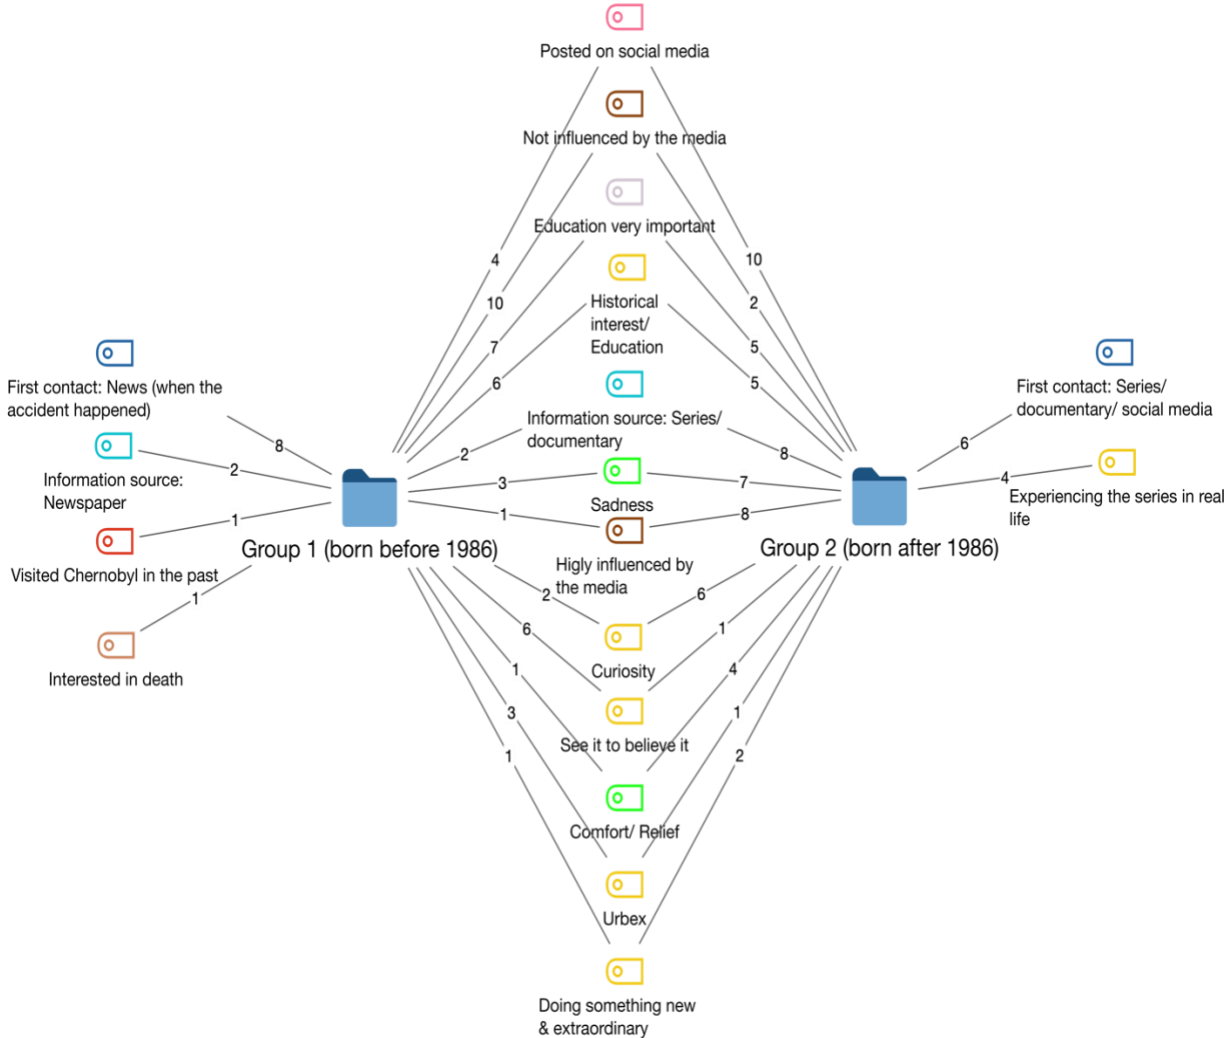 Posted on social media
Not influenced by the media
Education very important
4
10
10
2
Historical
interest/
Education
7
5
6
5
First contact: News (when the
accident happened)
8
Information source:
Newspaper
2
Visited Chernobyl in the past
1
Interested in death
1
Information source: Series/
documentary
2
8
Sadness
3
7
Higly influenced by
the media
1
8
First contact: Series/
documentary/ social media
6
Experiencing the series in real
life
4
Group 1 (born before 1986)
Group 2 (born after 1986)
2
6
Curiosity
6
1
See it to believe it
1
4
Comfort/ Relief
3
1
Urbex
1
2
Doing something new
& extraordinary